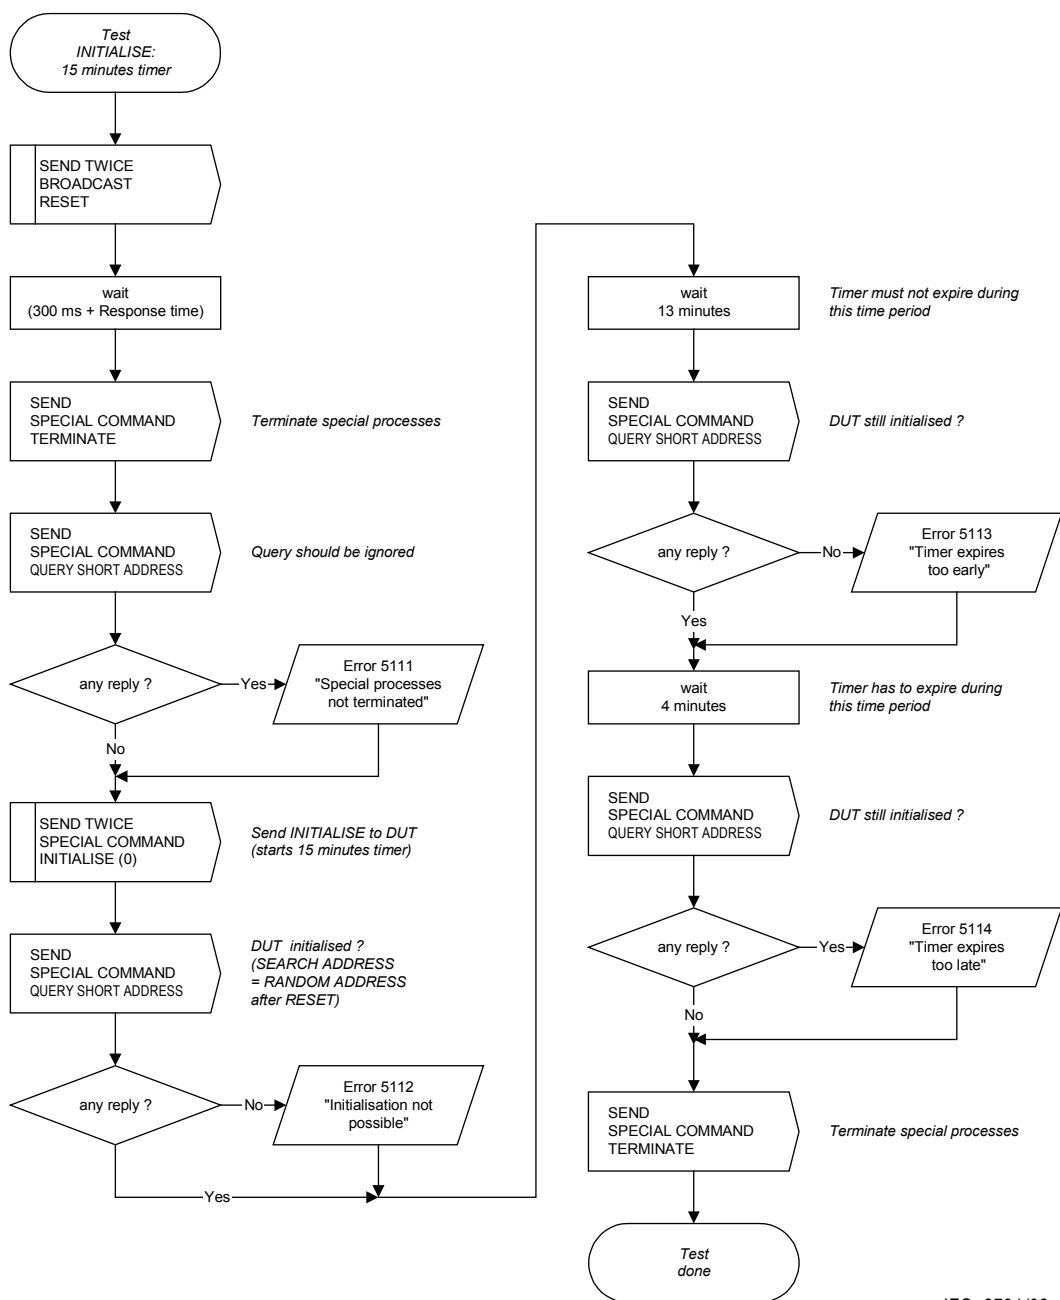 Test
INITIALISE:
15 minutes timer
SEND TWICE
BROADCAST
RESET
wait
(300 ms + Response time)
SEND
SPECIAL COMMAND
TERMINATE
Terminate special processes
SEND
SPECIAL COMMAND
QUERY SHORT ADDRESS
Query should be ignored
any reply ?
Yes
Error 5111
"Special processes
not terminated"
No
SEND TWICE
SPECIAL COMMAND
INITIALISE (0)
Send INITIALISE to DUT
(starts 15 minutes timer)
SEND
SPECIAL COMMAND
QUERY SHORT ADDRESS
DUT initialised ?
(SEARCH ADDRESS
= RANDOM ADDRESS
after RESET)
any reply ?
No
Error 5112
"Initialisation not
possible"
Yes
wait
13 minutes
Timer must not expire during
this time period
SEND
SPECIAL COMMAND
QUERY SHORT ADDRESS
DUT still initialised ?
any reply ?
No
Error 5113
"Timer expires
too early"
Yes
wait
4 minutes
Timer has to expire during
this time period
SEND
SPECIAL COMMAND
QUERY SHORT ADDRESS
DUT still initialised ?
any reply ?
Yes
Error 5114
"Timer expires
too late"
No
SEND
SPECIAL COMMAND
TERMINATE
Terminate special processes
Test
done